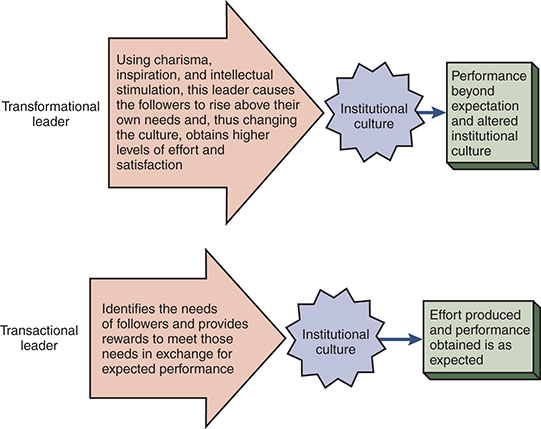 Transformational
leader
Using charisma,
inspiration, and intellectual
stimulation, this leader causes
the followers to rise above their
own needs and, thus changing
the culture, obtains higher
levels of effort and
satisfaction
Institutional
culture
Performance
beyond
expectation
and altered
institutional
culture
Transactional
leader
Identifies the needs
of followers and provides
rewards to meet those
needs in exchange for
expected performance
Institutional
culture
Effort produced
and performance
obtained is as
expected